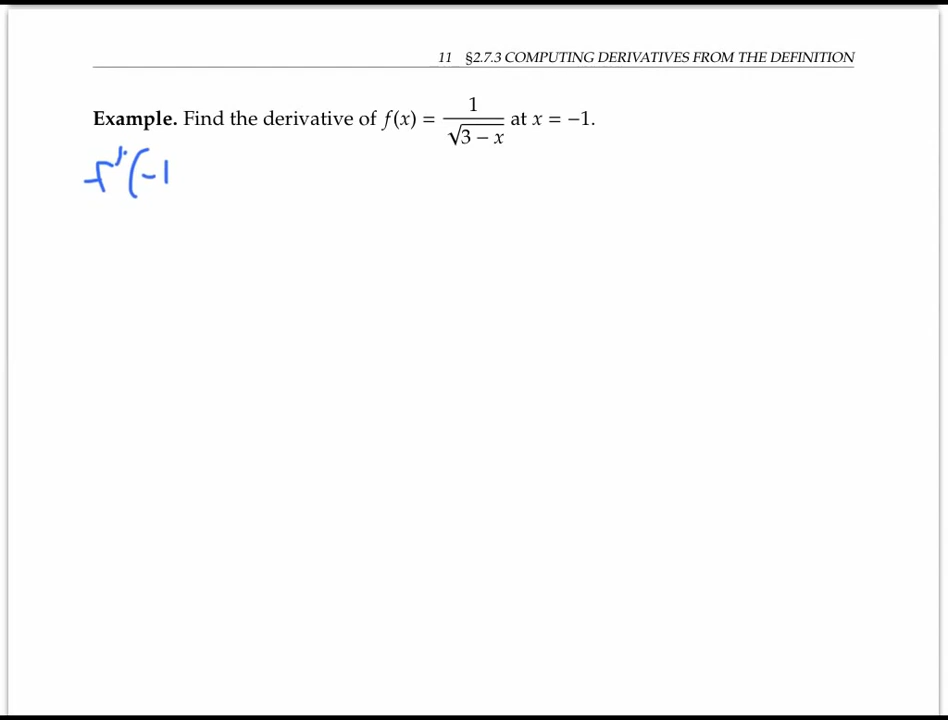 11 §2.7.3 COMPUTING DERIVATIVES FROM THE DEFINITION
Example. Find the derivative of f(x) = 1/√(3 − x) at x = −1.
f'(-1